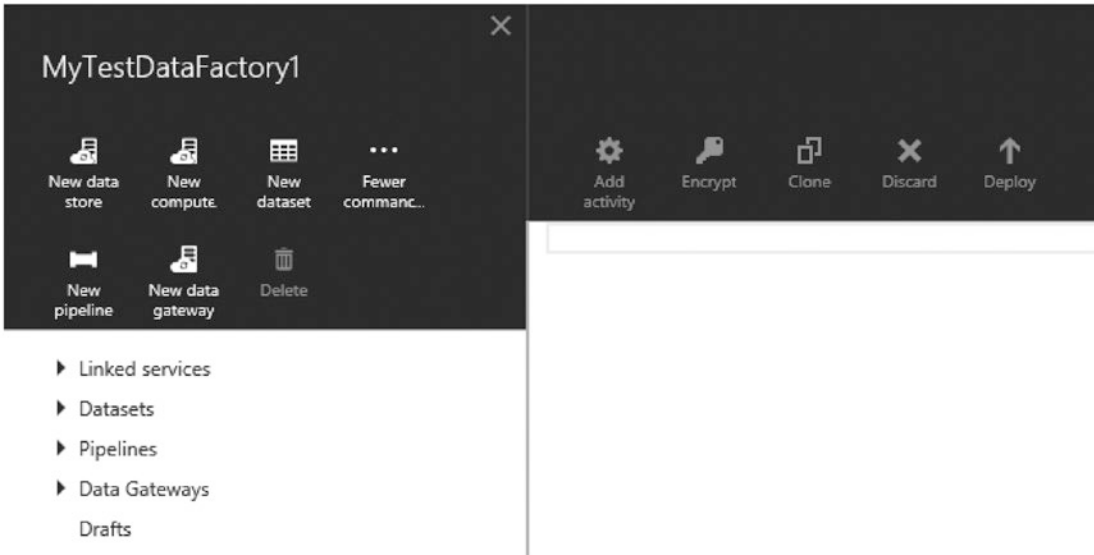 MyTestDataFactory1
New data
store
New
compute.
New
dataset
Fewer
commanc...
Add
activity
Encrypt
Clone
Discard
Deploy
New
pipeline
New data
gateway
Delete
Linked services
Datasets
Pipelines
Data Gateways
Drafts